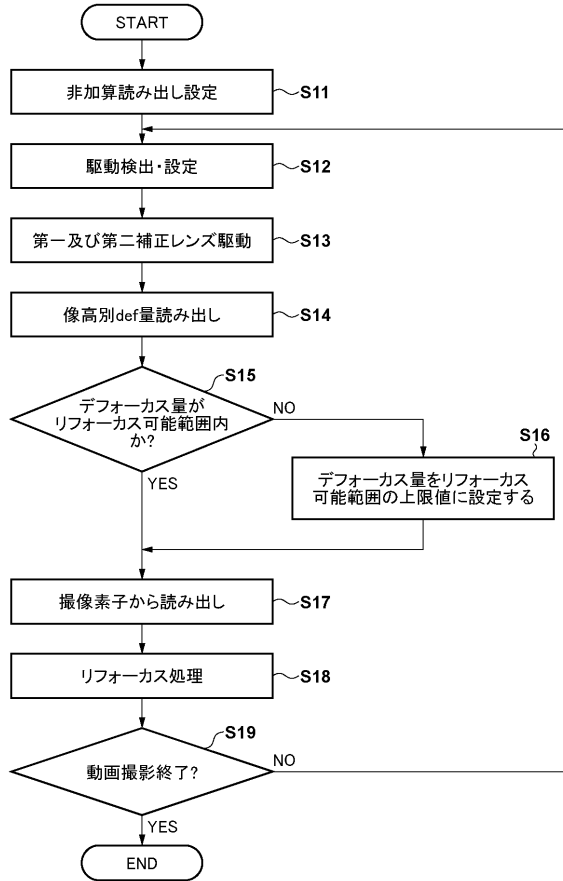 START
非加算読み出し設定
S11
駆動検出・設定
S12
第一及び第二補正レンズ駆動
S13
像高別def量読み出し
S14
S15
デフォーカス量が
リフォーカス可能範囲内
か?
NO
YES
S16
デフォーカス量をリフォーカス
可能範囲の上限値に設定する
撮像素子から読み出し
S17
リフォーカス処理
S18
S19
動画撮影終了?
NO
YES
END